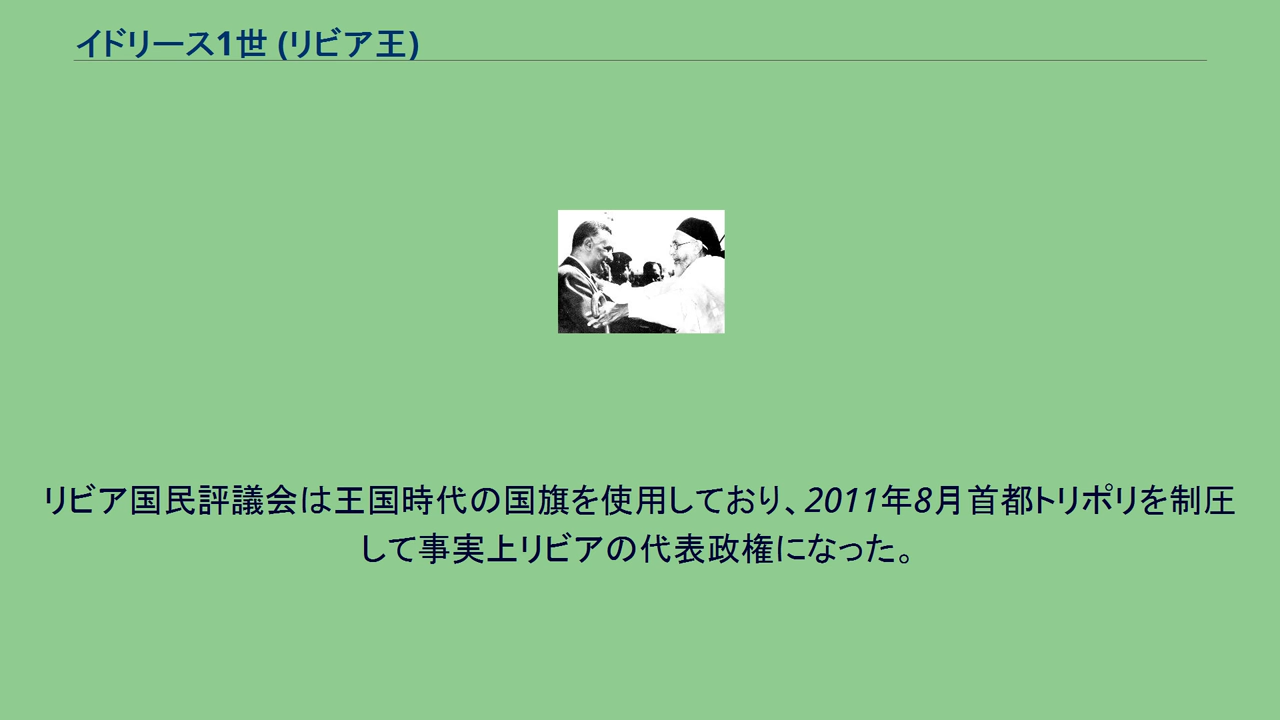 イドリース1世 (リビア王)
リビア国民評議会は王国時代の国旗を使用しており、2011年8月首都トリポリを制圧
して事実上リビアの代表政権になった。